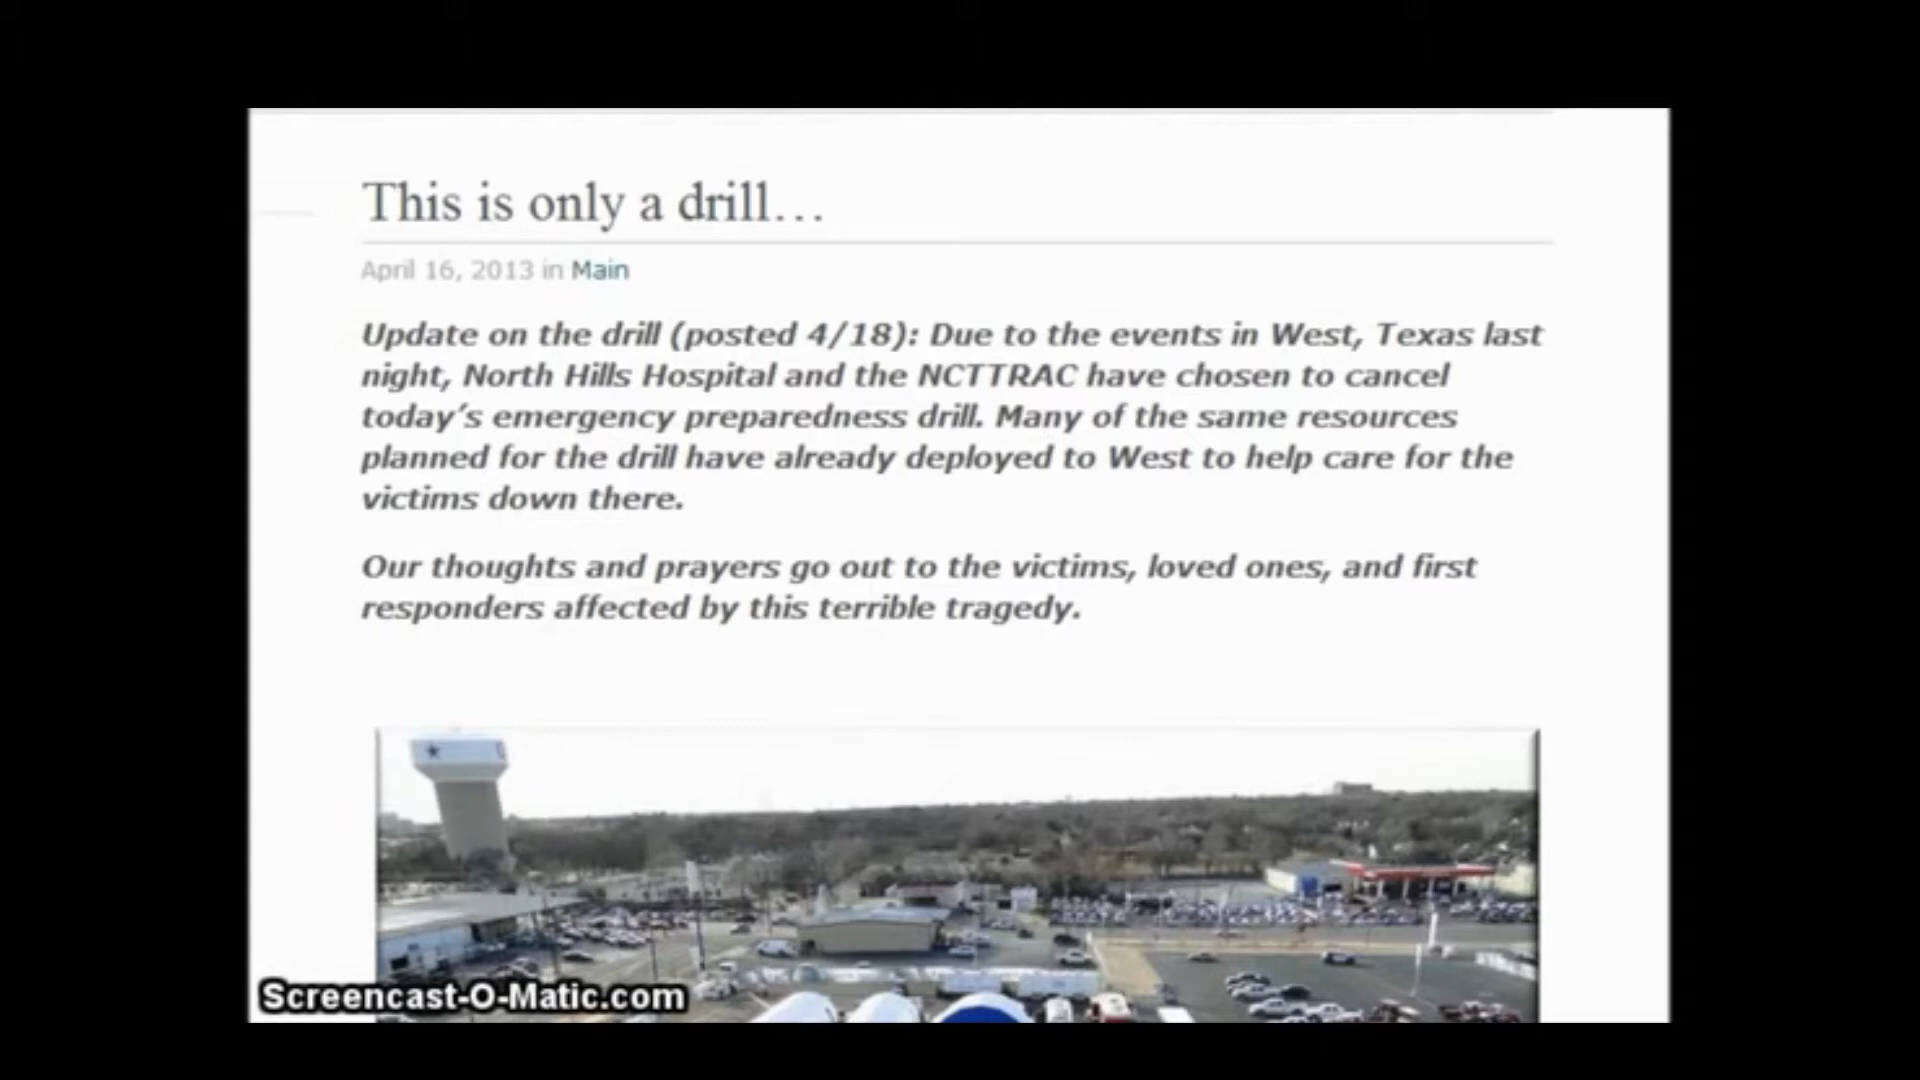 This is only a drill...
April 16, 2013 in Main
Update on the drill (posted 4/18): Due to the events in West, Texas last
night, North Hills Hospital and the NCTTRAC have chosen to cancel
today's emergency preparedness drill. Many of the same resources
planned for the drill have already deployed to West to help care for the
victims down there.
Our thoughts and prayers go out to the victims, loved ones, and first
responders affected by this terrible tragedy.
Screencast-O-Matic.com